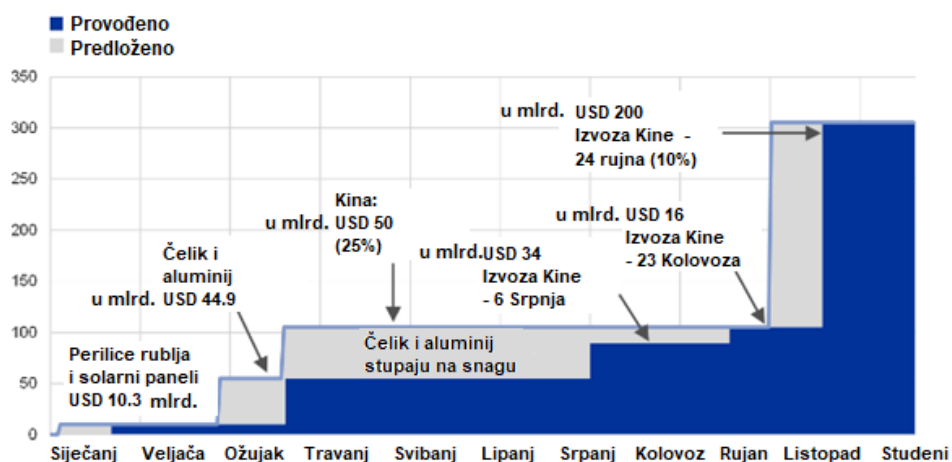 Provođeno
Predloženo
350
300
250
200
150
100
50
0
u mlrd. USD 200
Izvoza Kine -
24 rujna (10%)
Kina:
u mlrd. USD 50
(25%)
u mlrd. USD 16
Izvoza Kine
- 23 Kolovoza
Čelik i
aluminij
u mlrd. USD 44.9
u mlrd. USD 34
Izvoza Kine
- 6 Srpnja
Perilice rublja
i solarni paneli
USD 10.3 mlrd.
Čelik i aluminij
stupaju na snagu
Siječanj Veljača Ožujak Travanj Svibanj Lipanj Srpanj Kolovoz Rujan Listopad Studeni